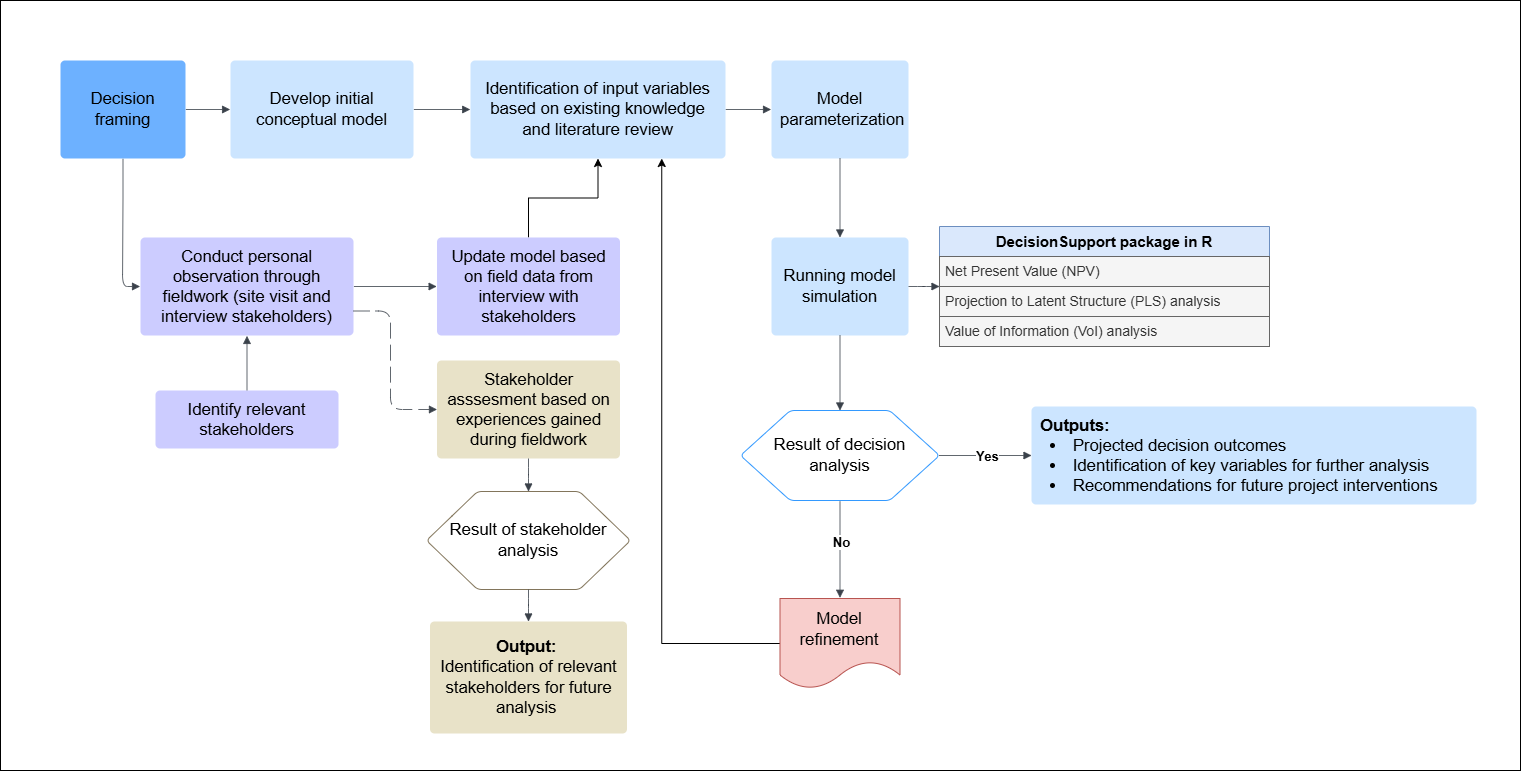 Decision
framing
Develop initial
conceptual model
Identification of input variables
based on existing knowledge
and literature review
Model
parameterization
Conduct personal
observation through
fieldwork (site visit and
interview stakeholders)
Update model based
on field data from
interview with
stakeholders
Running model
simulation
DecisionSupport package in R
Net Present Value (NPV)
Projection to Latent Structure (PLS) analysis
Value of Information (VoI) analysis
Identify relevant
stakeholders
Stakeholder
asssesment based on
experiences gained
during fieldwork
Result of decision
analysis
Yes
Outputs:
• Projected decision outcomes
• Identification of key variables for further analysis
• Recommendations for future project interventions
Result of stakeholder
analysis
No
Model
refinement
Output:
Identification of relevant
stakeholders for future
analysis